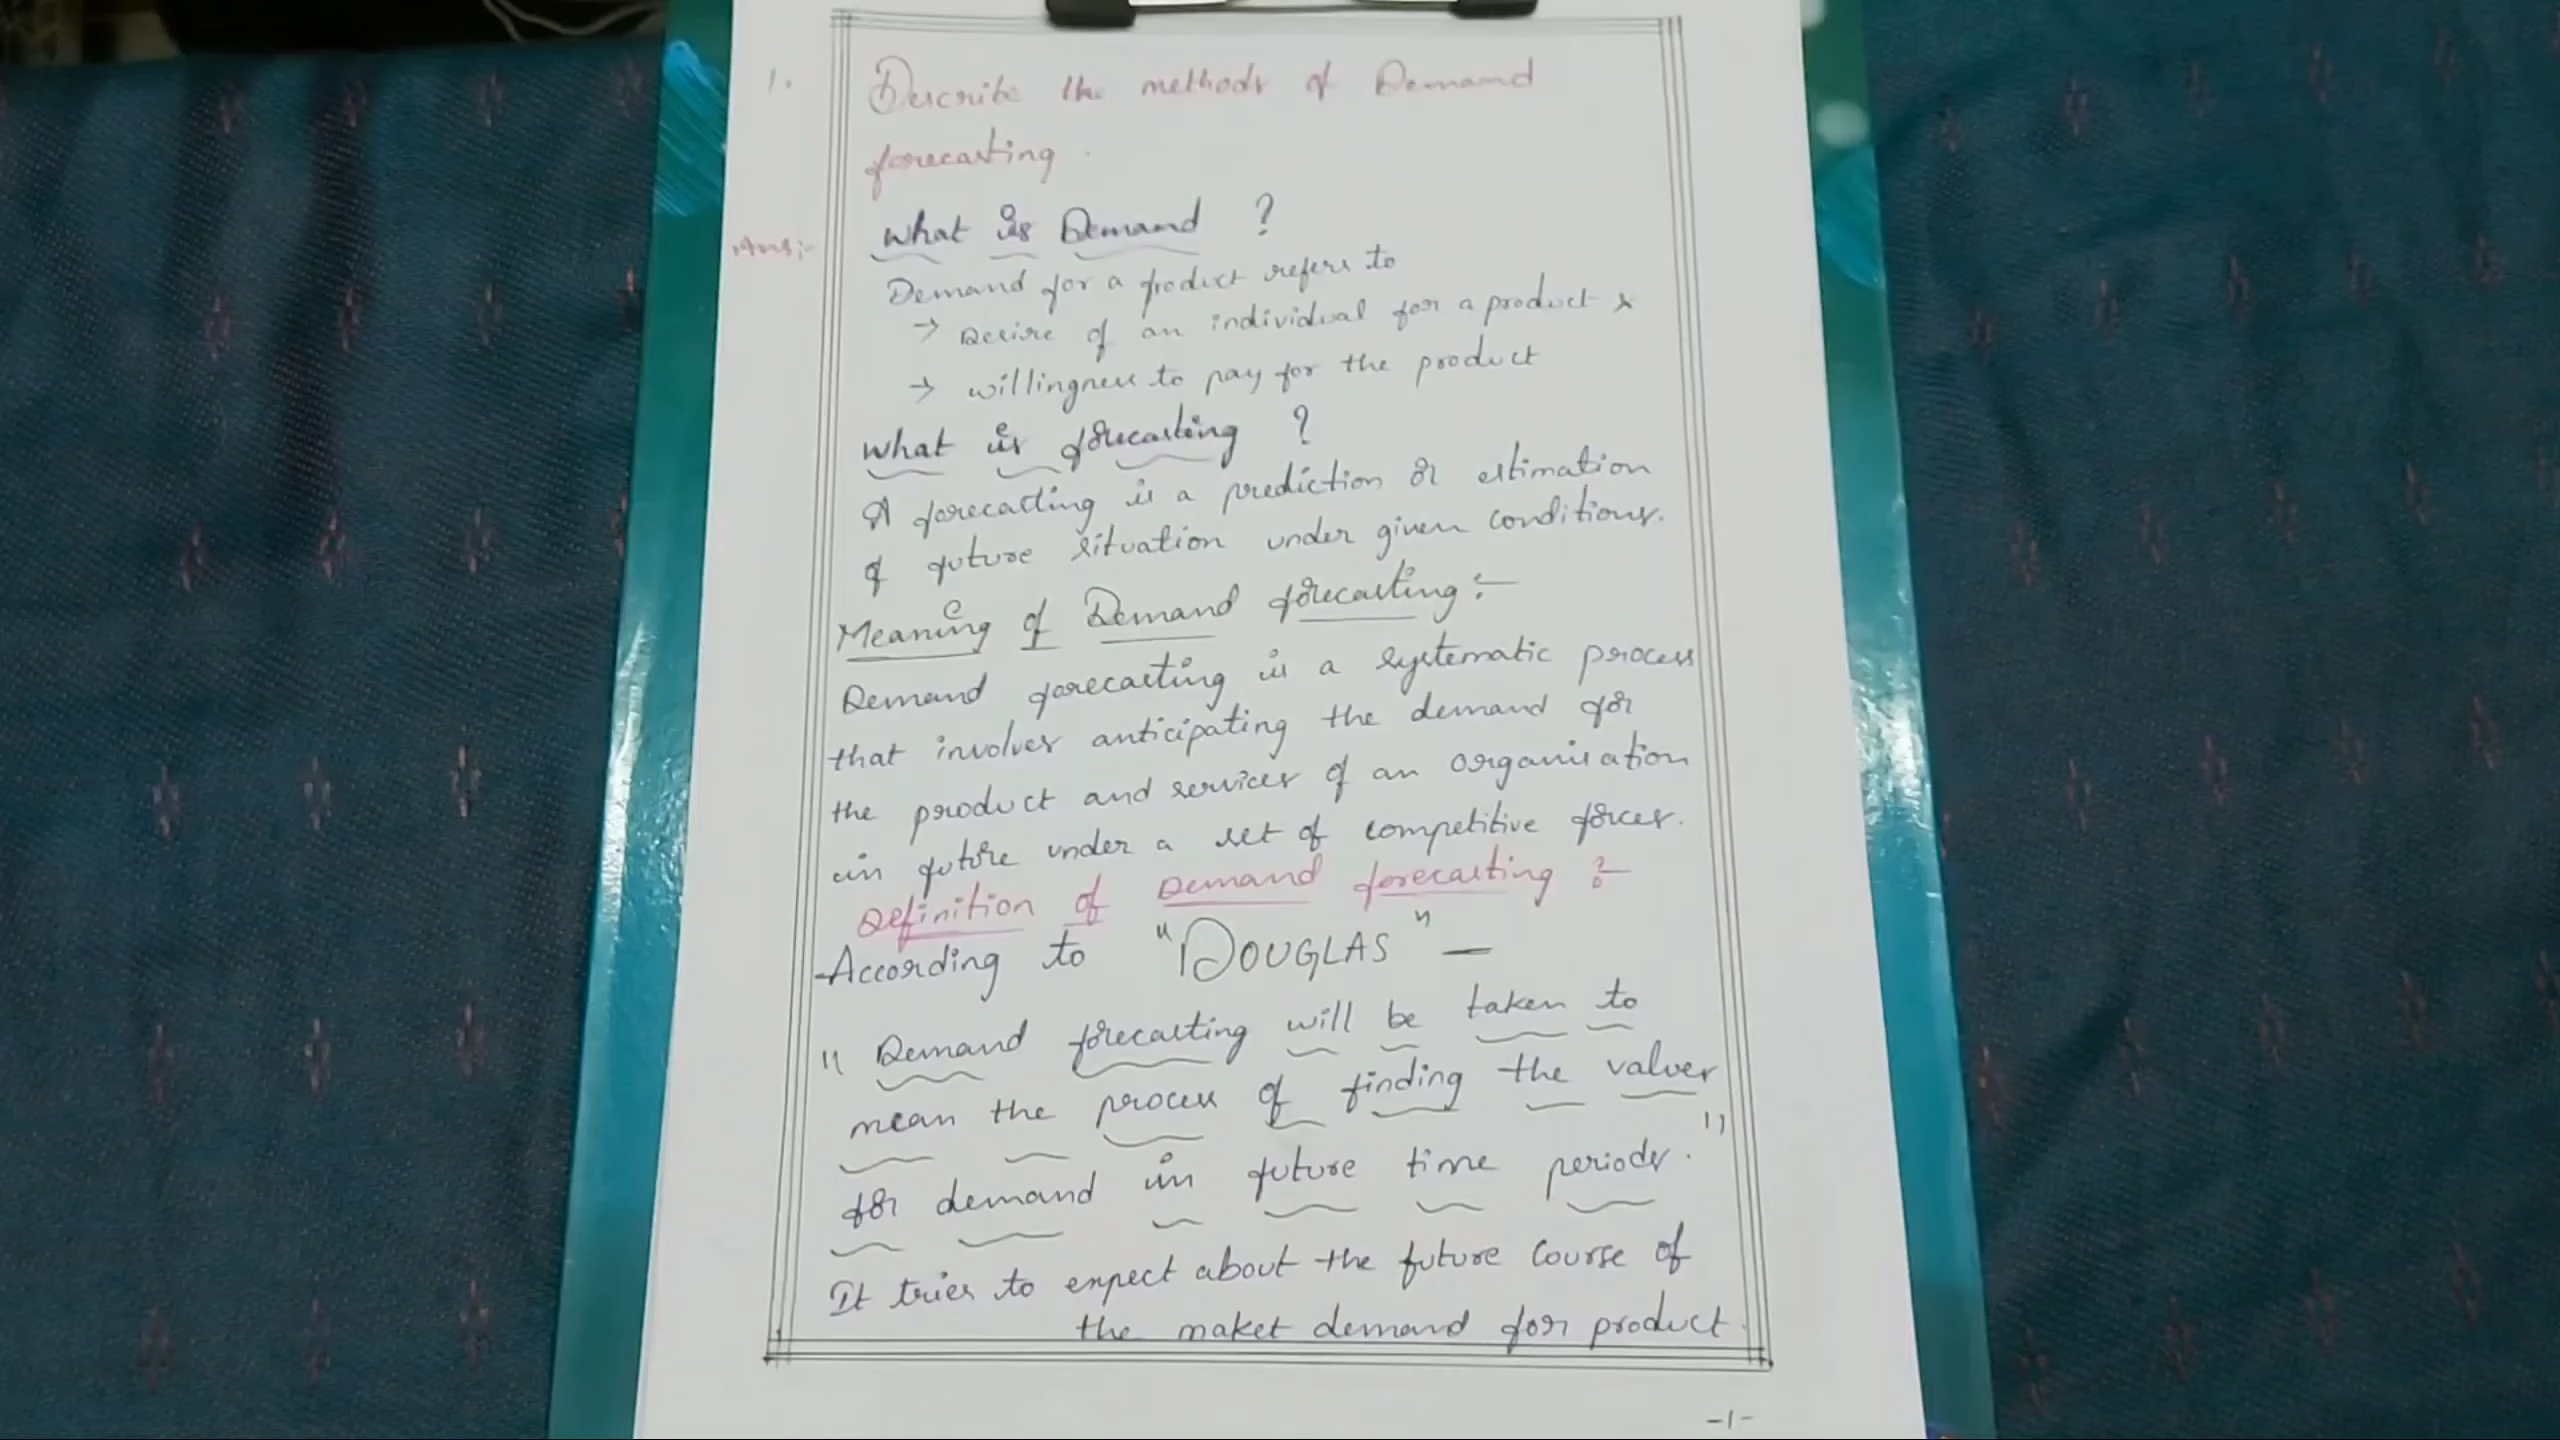 1. Describe the methods of Demand
forecasting.
Ans:- What is Demand ?
Demand for a product refers to
→ Desire of an individual for a product &
→ willingness to pay for the product
What is forecasting ?
A forecasting is a prediction or estimation
of future situation under given conditions.
Meaning of Demand forecasting :-
Demand forecasting is a systematic process
that involves anticipating the demand for
the product and services of an organisation
in future under a set of competitive forces.
Definition of Demand forecasting :-
According to "DOUGLAS" —
" Demand forecasting will be taken to
mean the process of finding the values
for demand in future time periods. "
It tries to expect about the future course of
the maket demand for product.
-1-